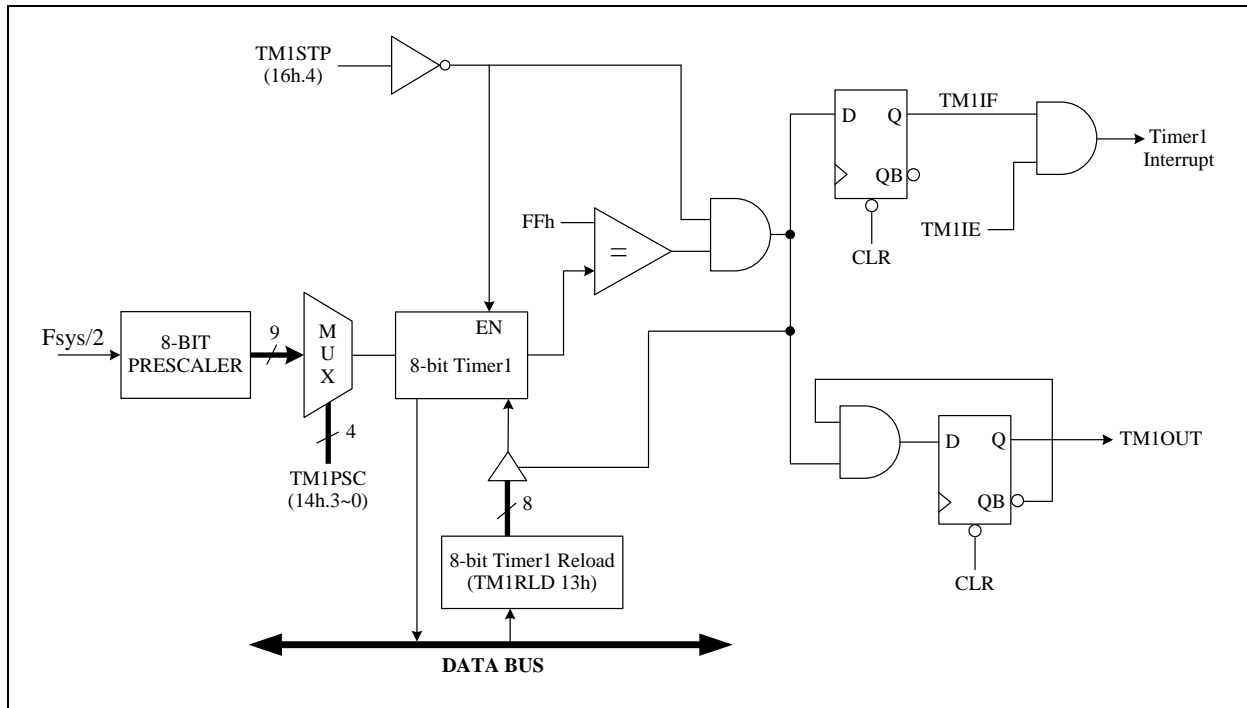 TM1STP
(16h.4)
D
Q
TM1IF
QB
CLR
TM1IE
Timer1
Interrupt
FFh
=
Fsys/2
8-BIT
PRESCALER
9
M
U
X
4
TM1PSC
(14h.3~0)
EN
8-bit Timer1
8
8-bit Timer1 Reload
(TM1RLD 13h)
D
Q
QB
CLR
TM1OUT
DATA BUS